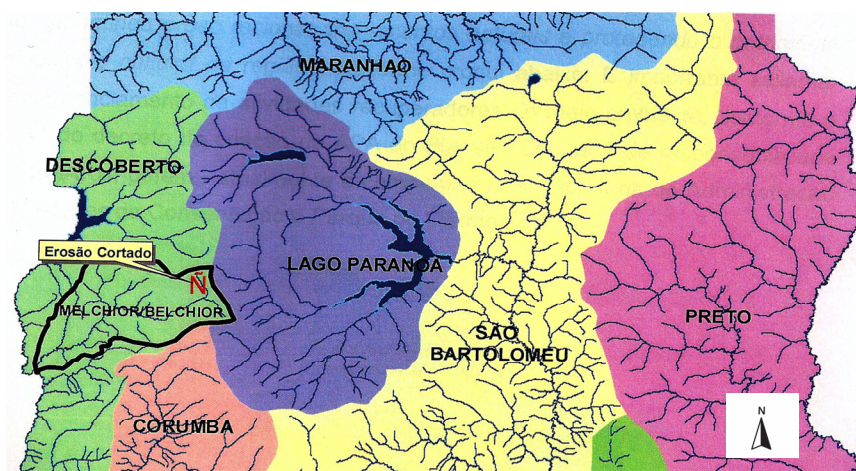 MARANHAO
DESCOBERTO
Erosão Cortado
Ñ
LAGO PARANOA
MELCHIOR/BELCHIOR
SÃO
BARTOLOMEU
PRETO
CORUMBA
N